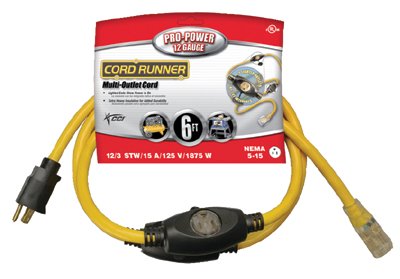 PRO-POWER
12 GAUGE
CORD RUNNER
Multi-Outlet Cord
CCI
6FT
12/3 STW/15 A/125 V/1875 W
NEMA
5-15